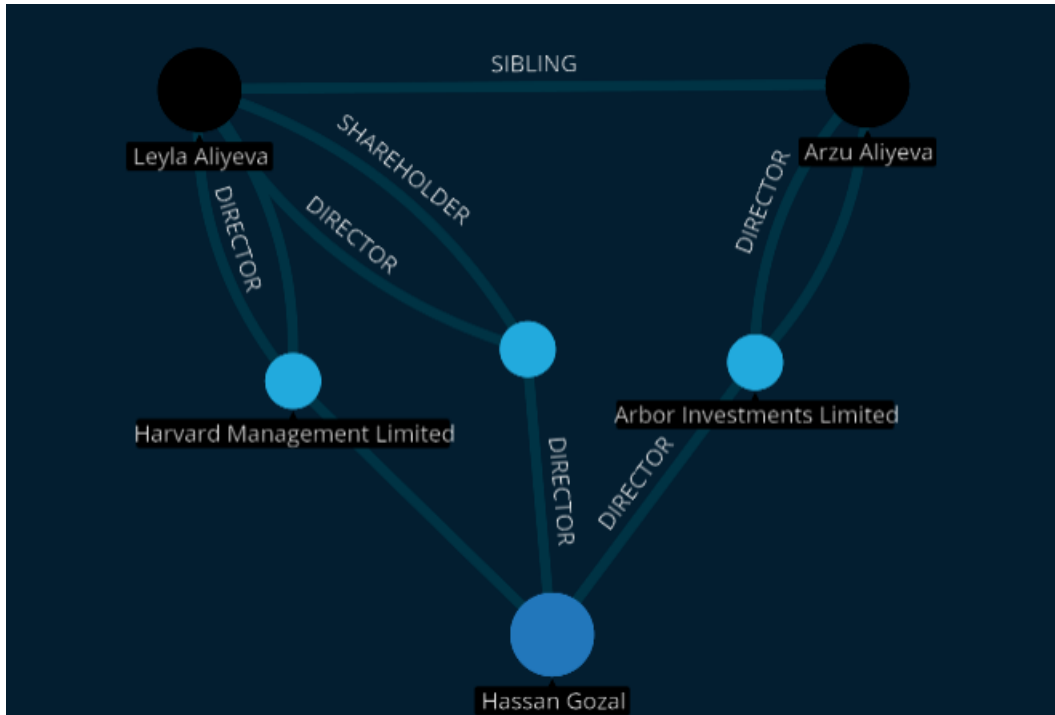 SIBLING
Leyla Aliyeva
Arzu Aliyeva
SHAREHOLDER
DIRECTOR
DIRECTOR
DIRECTOR
Harvard Management Limited
Arbor Investments Limited
DIRECTOR
DIRECTOR
Hassan Gozal